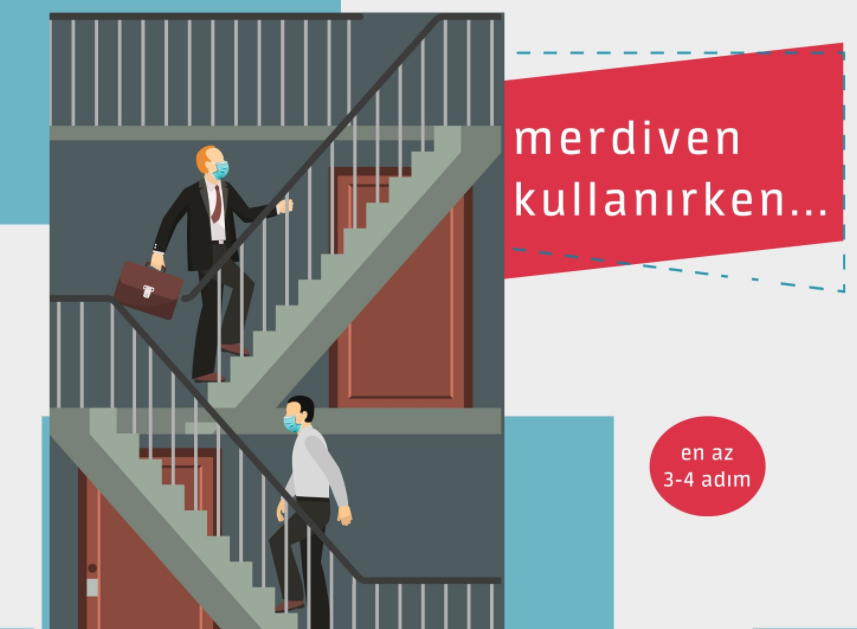 merdiven
kullanırken...
en az
3-4 adım